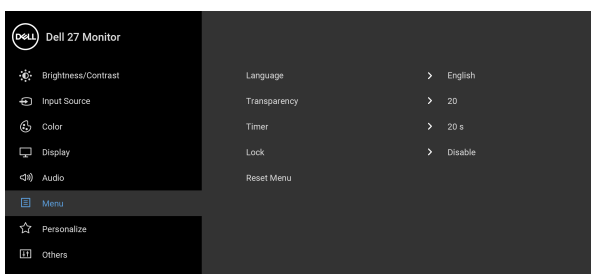 DELL Dell 27 Monitor
Brightness/Contrast
Input Source
Color
Display
Audio
Menu
Personalize
Others
Language > English
Transparency > 20
Timer > 20 s
Lock > Disable
Reset Menu